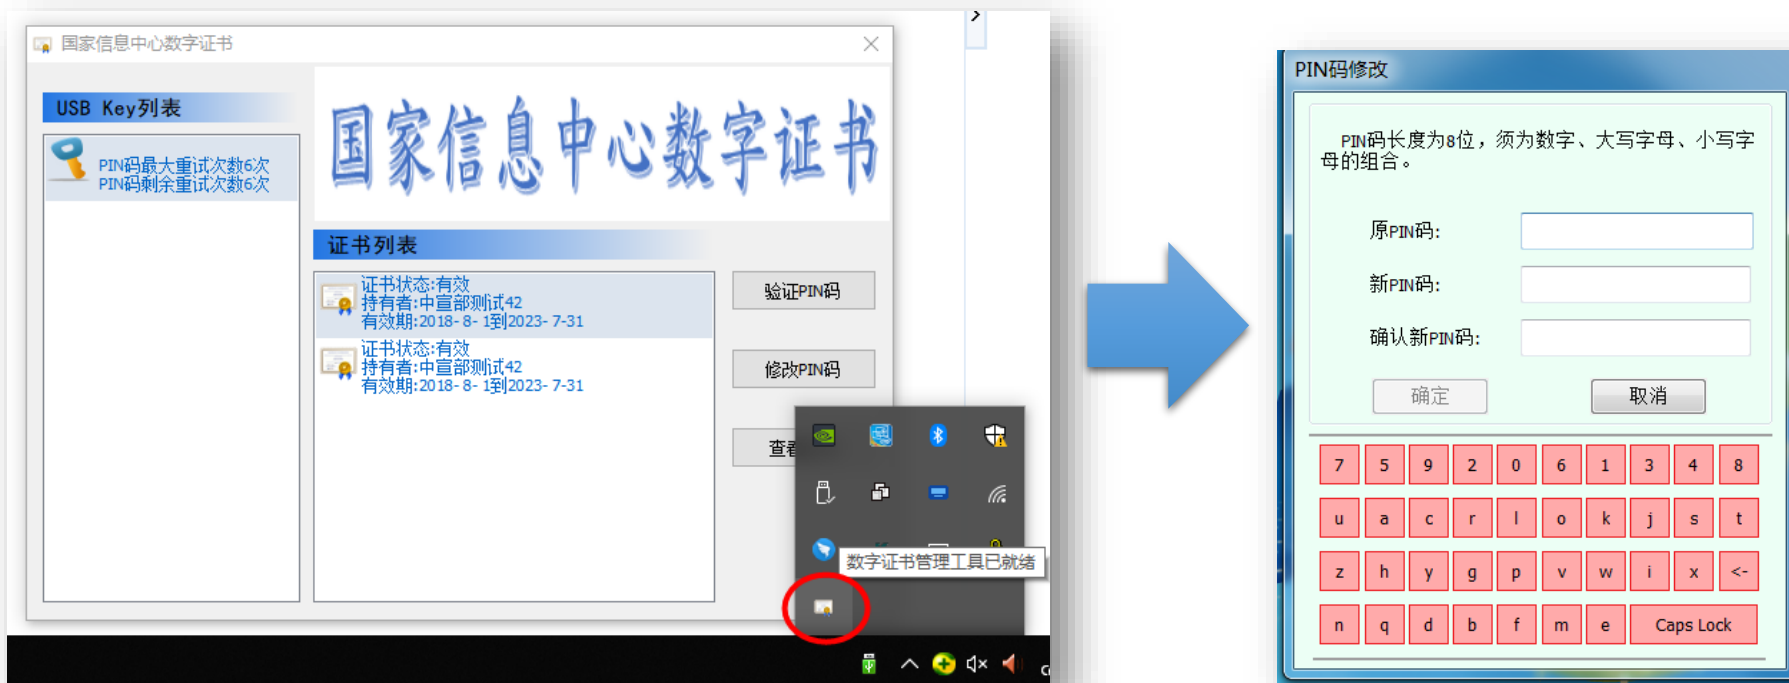 国家信息中心数字证书
USB Key列表
PIN码最大重试次数6次
PIN码剩余重试次数6次
国家信息中心数字证书
证书列表
证书状态:有效
持有者:中宣部测试42
有效期:2018- 8- 1到2023- 7-31
证书状态:有效
持有者:中宣部测试42
有效期:2018- 8- 1到2023- 7-31
验证PIN码
修改PIN码
数字证书管理工具已就绪
PIN码修改
PIN码长度为8位，须为数字、大写字母、小写字
母的组合。
原PIN码:
新PIN码:
确认新PIN码:
确定 取消
7 5 9 2 0 6 1 3 4 8
u a c r l o k j s t
z h y g p v w i x <-
n q d b f m e Caps Lock